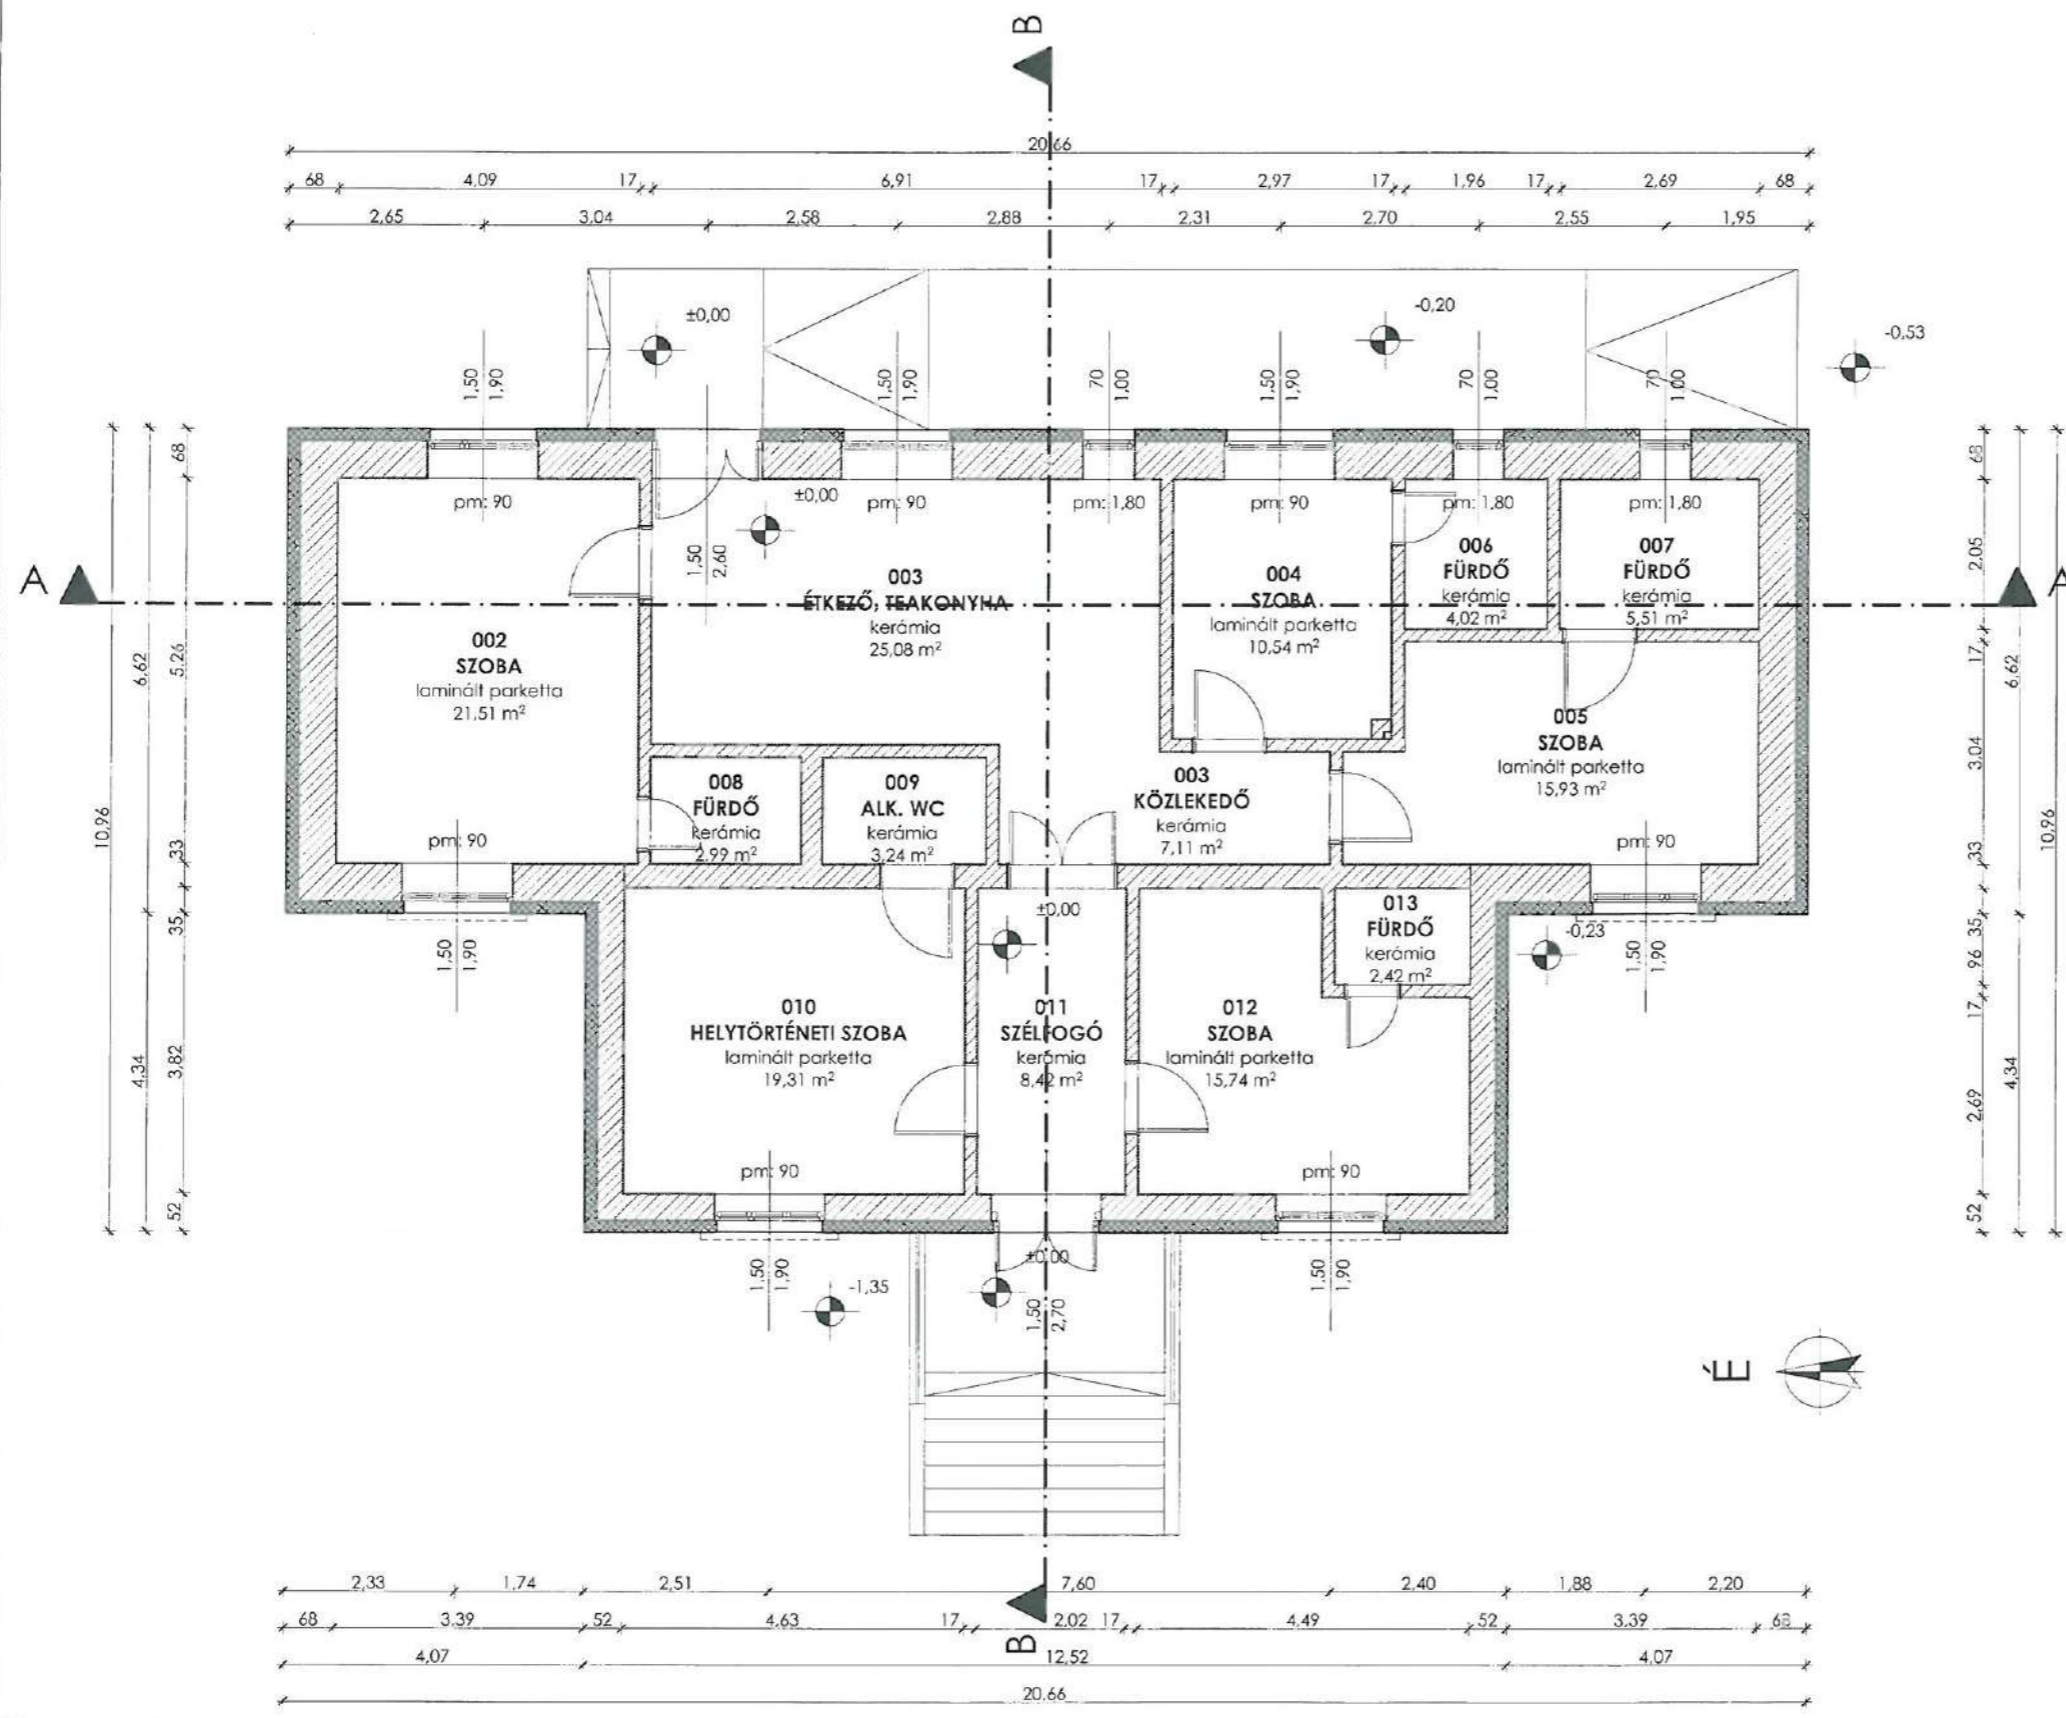 B
20,66
68 4,09 17 6,91 17 2,97 17 1,96 17 2,69 68
2,65 3,04 2,58 2,88 2,31 2,70 2,55 1,95
±0,00
-0,20
-0,53
1,50 1,90
1,50 1,90
70 1,00
1,50 1,90
70 1,00
70 1,00
pm: 90
±0,00
pm: 90
pm: 1,80
pm: 90
pm: 1,80
pm: 1,80
1,50 2,60
A
A
002
SZOBA
laminált parketta
21,51 m²
003
ÉTKEZŐ, TEAKONYHA
kerámia
25,08 m²
004
SZOBA
laminált parketta
10,54 m²
006
FÜRDŐ
kerámia
4,02 m²
007
FÜRDŐ
kerámia
5,51 m²
005
SZOBA
laminált parketta
15,93 m²
008
FÜRDŐ
kerámia
2,99 m²
009
ALK. WC
kerámia
3,24 m²
003
KÖZLEKEDŐ
kerámia
7,11 m²
pm: 90
pm: 90
1,50 1,90
±0,00
-0,23
1,50 1,90
013
FÜRDŐ
kerámia
2,42 m²
010
HELYTÖRTÉNETI SZOBA
laminált parketta
19,31 m²
011
SZÉLFOGÓ
kerámia
8,42 m²
012
SZOBA
laminált parketta
15,74 m²
pm: 90
pm: 90
1,50 1,90
-1,35
±0,00
1,50 2,70
1,50 1,90
10,96
6,62 4,34
68 5,26 33 35 3,82 52
68 2,05 17 3,04 33 35 96 17 2,69 52
6,62 4,34
10,96
É
2,33 1,74 2,51 7,60 2,40 1,88 2,20
68 3,39 52 4,63 17 2,02 17 4,49 52 3,39 68
B
4,07 12,52 4,07
20,66